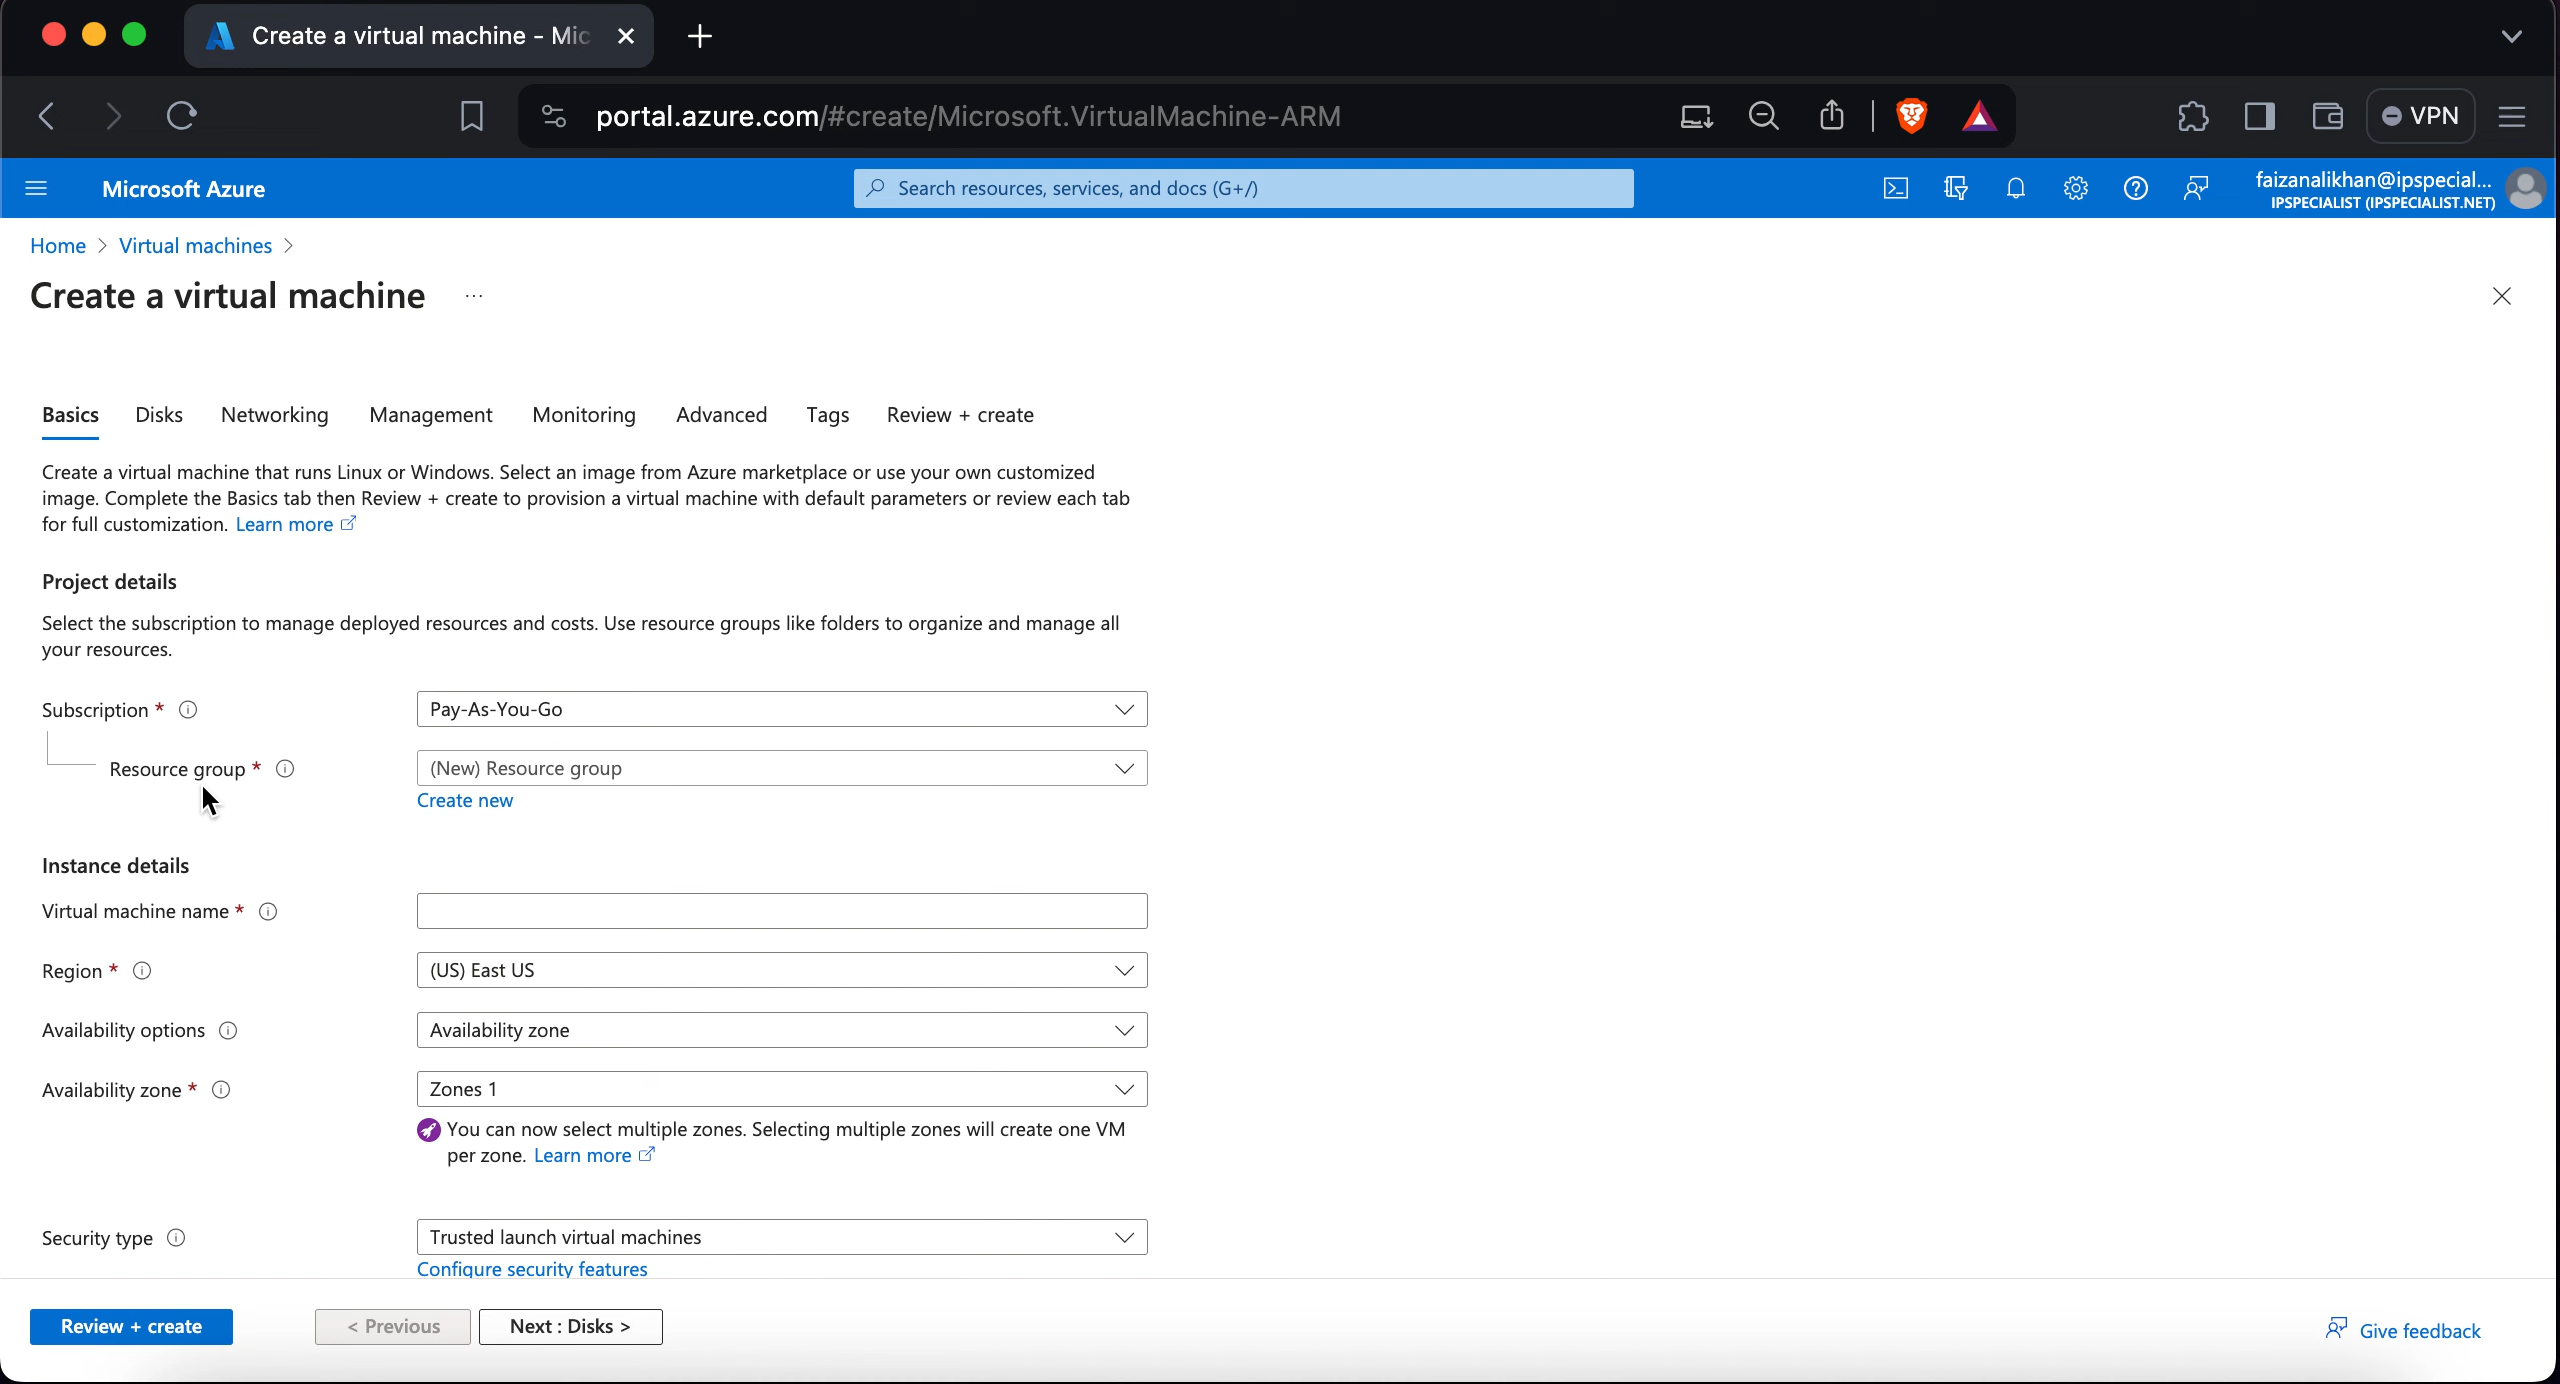 Create a virtual machine - Mic
portal.azure.com/#create/Microsoft.VirtualMachine-ARM
VPN
Microsoft Azure
Search resources, services, and docs (G+/)
faizanalikhan@ipspecial...
IPSPECIALIST (IPSPECIALIST.NET)
Home > Virtual machines >
Create a virtual machine ...
Basics Disks Networking Management Monitoring Advanced Tags Review + create
Create a virtual machine that runs Linux or Windows. Select an image from Azure marketplace or use your own customized
image. Complete the Basics tab then Review + create to provision a virtual machine with default parameters or review each tab
for full customization. Learn more
Project details
Select the subscription to manage deployed resources and costs. Use resource groups like folders to organize and manage all
your resources.
Subscription * Pay-As-You-Go
Resource group * (New) Resource group
Create new
Instance details
Virtual machine name *
Region * (US) East US
Availability options Availability zone
Availability zone * Zones 1
You can now select multiple zones. Selecting multiple zones will create one VM
per zone. Learn more
Security type Trusted launch virtual machines
Configure security features
Review + create < Previous Next : Disks > Give feedback